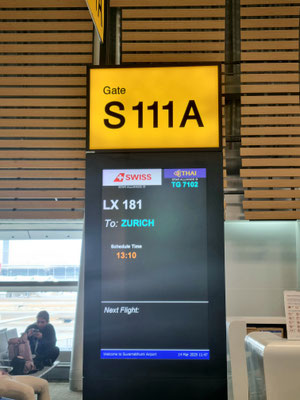 Gate
S111A
SWISS
THAI
TG 7102
LX 181
To: ZURICH
Schedule Time
13:10
Next Flight:
Welcome to Suvarnabhumi Airport
S111A